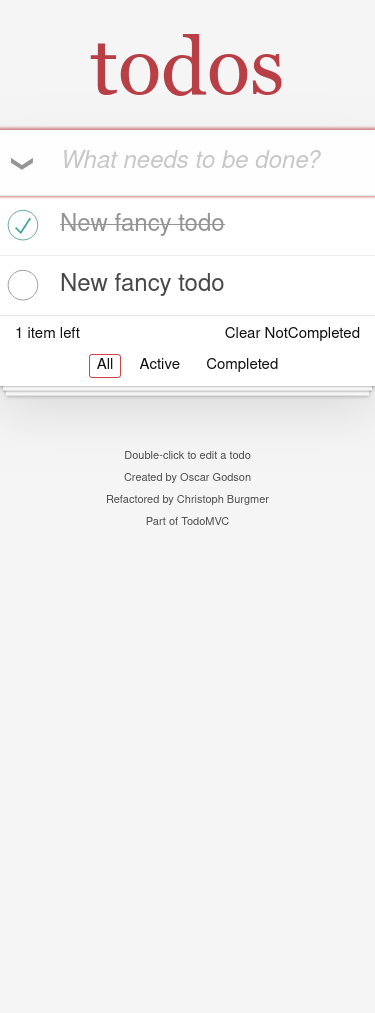 todos
What needs to be done?
New fancy todo
New fancy todo
1 item left Clear NotCompleted
All Active Completed
Double-click to edit a todo
Created by Oscar Godson
Refactored by Christoph Burgmer
Part of TodoMVC